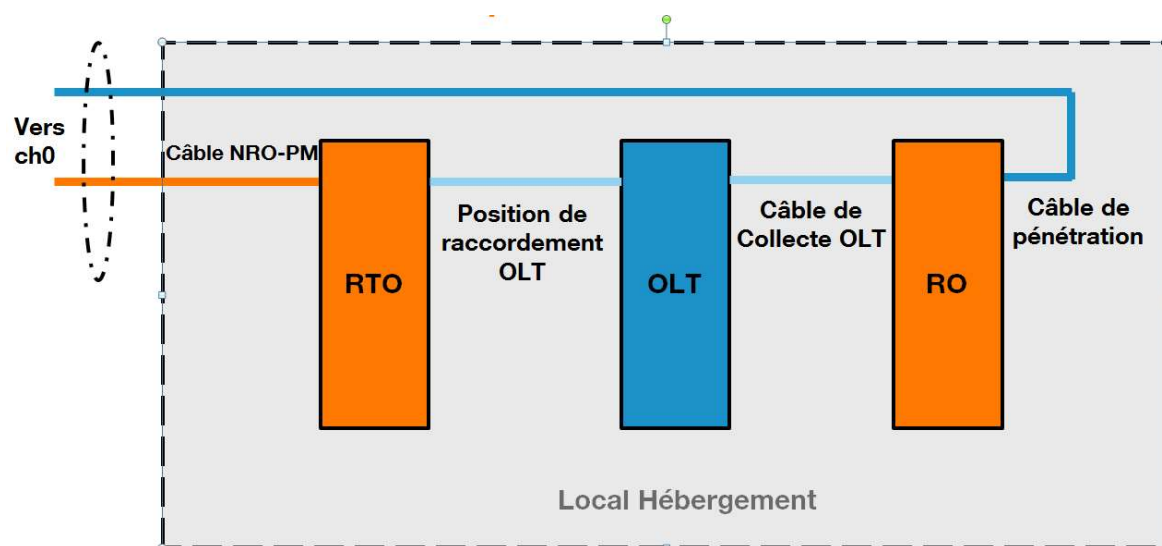 Vers
ch0
Câble NRO-PM
RTO
Position de
raccordement
OLT
OLT
Câble de
Collecte OLT
RO
Câble de
pénétration
Local Hébergement